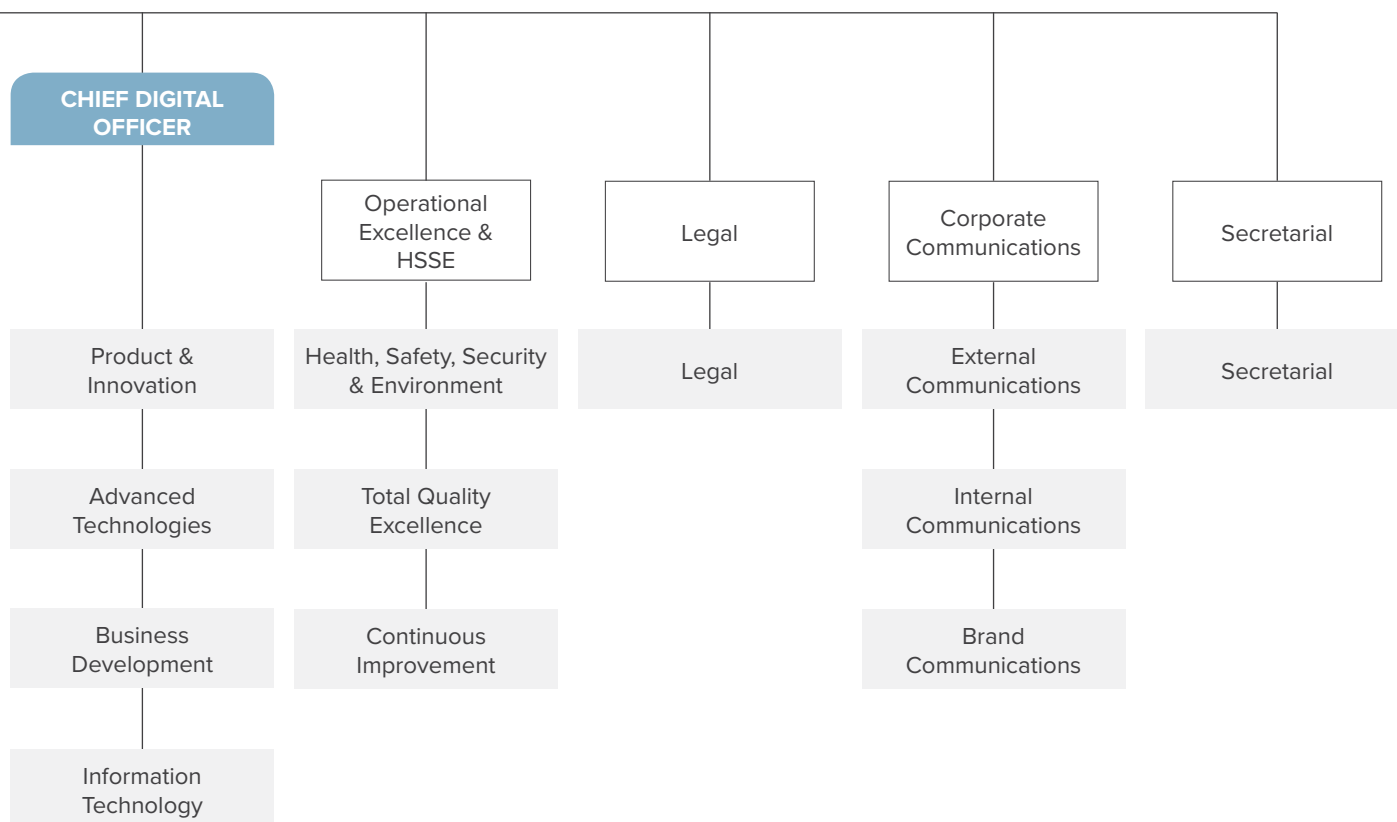 CHIEF DIGITAL
OFFICER
Operational
Excellence &
HSSE
Legal
Corporate
Communications
Secretarial
Product &
Innovation
Health, Safety, Security
& Environment
Legal
External
Communications
Secretarial
Advanced
Technologies
Total Quality
Excellence
Internal
Communications
Business
Development
Continuous
Improvement
Brand
Communications
Information
Technology